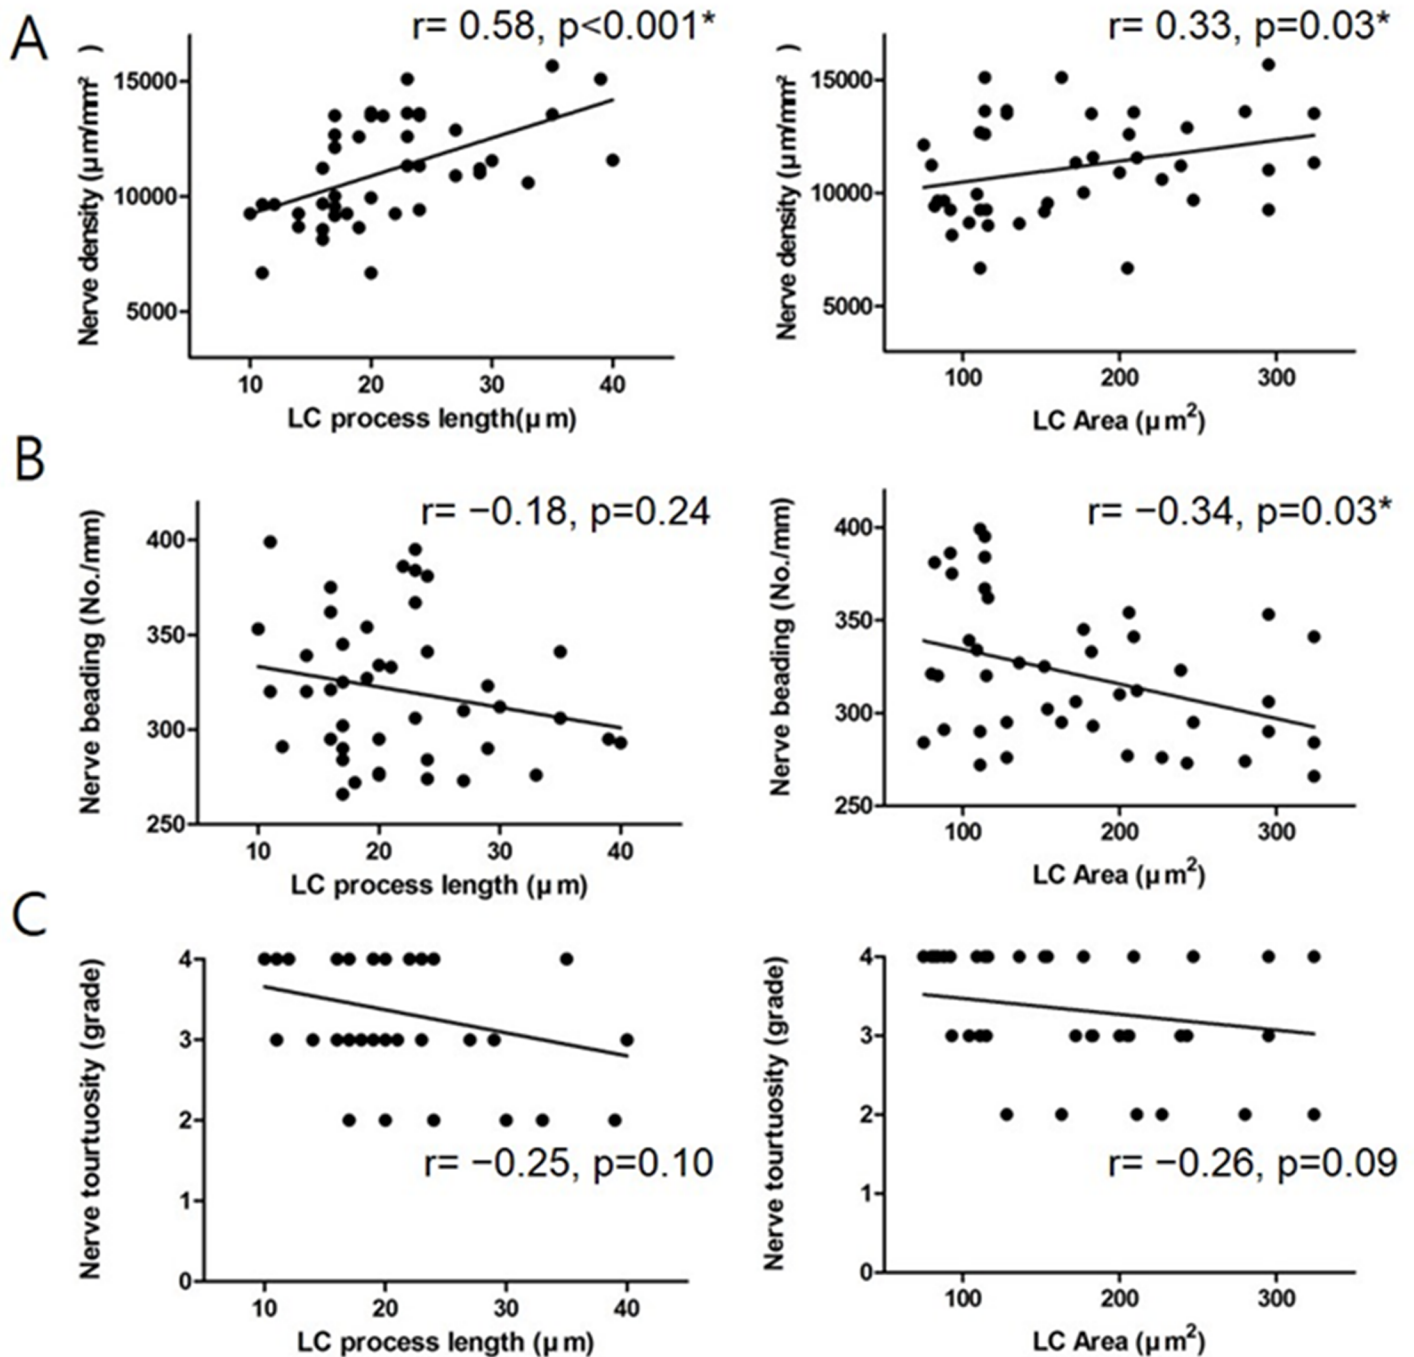 A
r= 0.58, p<0.001*
Nerve density (μm/mm² )
15000
10000
5000
10 20 30 40
LC process length(μm)
r= 0.33, p=0.03*
Nerve density (μm/mm² )
15000
10000
5000
100 200 300
LC Area (μm²)
B
r= −0.18, p=0.24
Nerve beading (No./mm)
400
350
300
250
10 20 30 40
LC process length (μm)
r= −0.34, p=0.03*
Nerve beading (No./mm)
400
350
300
250
100 200 300
LC Area (μm²)
C
Nerve tourtuosity (grade)
4
3
2
1
0
r= −0.25, p=0.10
10 20 30 40
LC process length (μm)
Nerve tourtuosity (grade)
4
3
2
1
0
r= −0.26, p=0.09
100 200 300
LC Area (μm²)